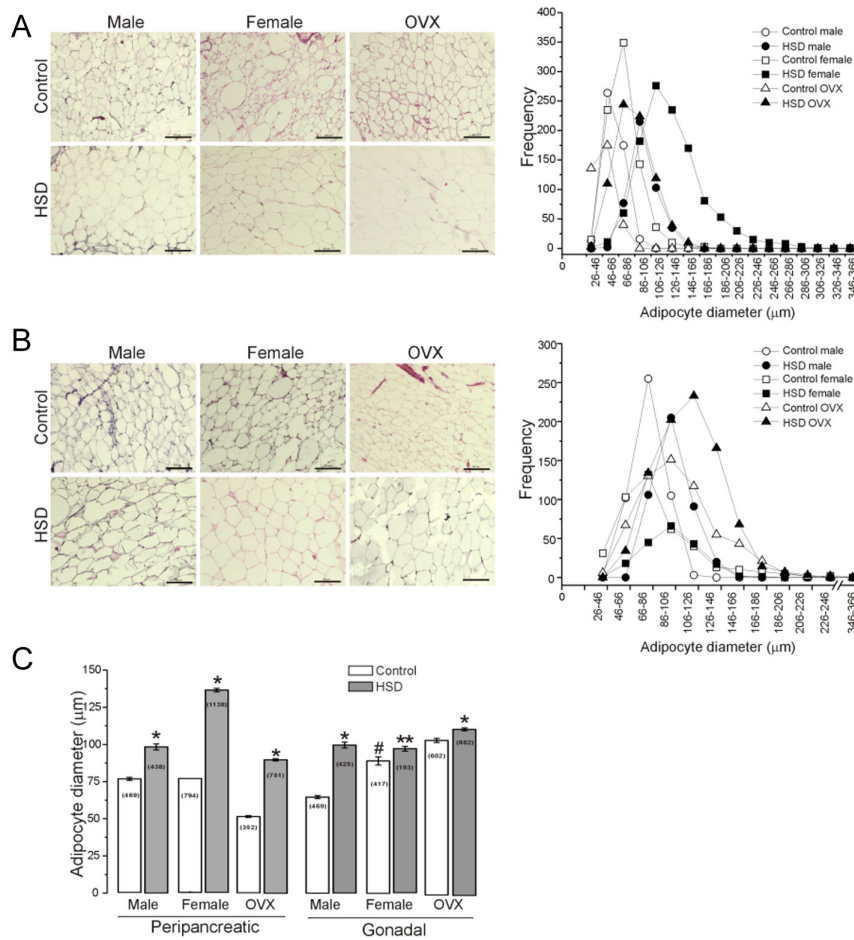 A
Male Female OVX
Control
HSD
400
350
300
250
200
150
100
50
0
Frequency
Control male
HSD male
Control female
HSD female
Control OVX
HSD OVX
0 26-46 46-66 66-86 86-106 106-126 126-146 146-166 166-186 186-206 206-226 226-246 246-266 266-286 286-306 306-326 326-346 346-366
Adipocyte diameter (μm)
B
Male Female OVX
Control
HSD
300
250
200
150
100
50
0
Frequency
Control male
HSD male
Control female
HSD female
Control OVX
HSD OVX
0 26-46 46-66 66-86 86-106 106-126 126-146 146-166 166-186 186-206 206-226 226-246 346-366
Adipocyte diameter (μm)
C
150
125
100
75
50
25
0
Adipocyte diameter (μm)
Control
HSD
* * * * # ** *
(469) (438) (794) (1138) (352) (761) (469) (425) (417) (193) (602) (882)
Male Female OVX Male Female OVX
Peripancreatic Gonadal